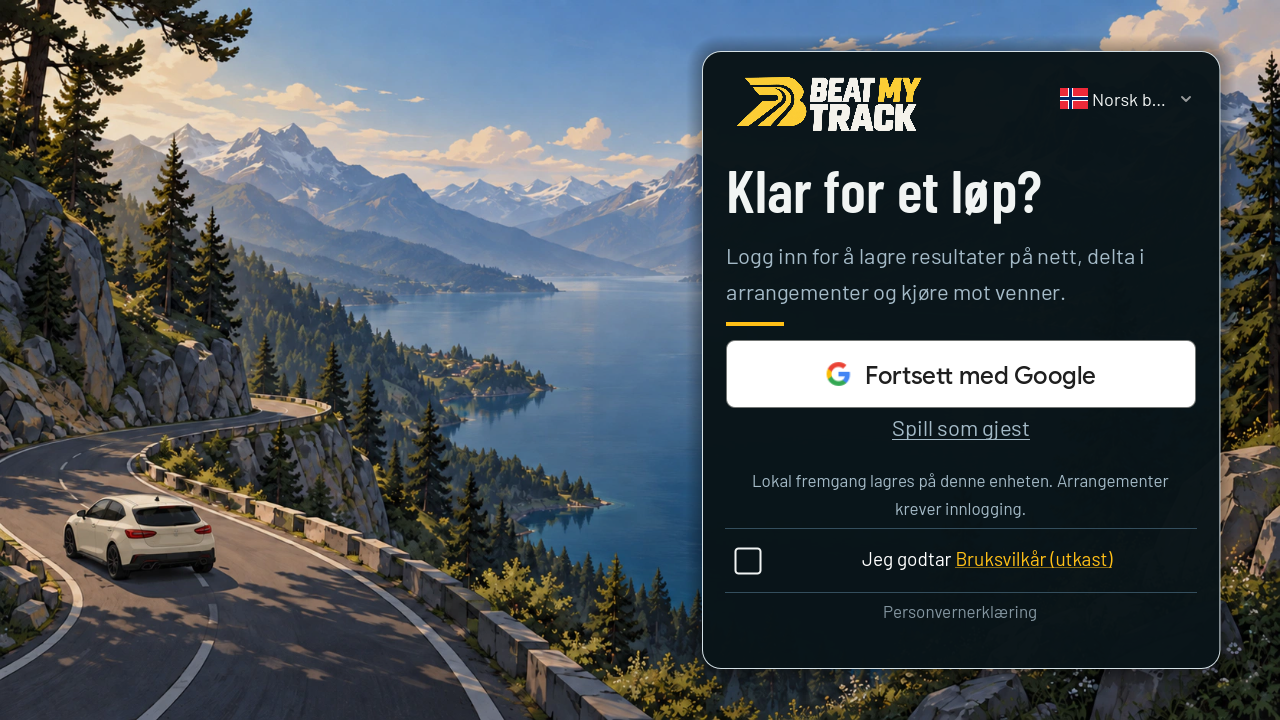 BEAT MY
TRACK
Norsk b...
Klar for et løp?
Logg inn for å lagre resultater på nett, delta i
arrangementer og kjøre mot venner.
Fortsett med Google
Spill som gjest
Lokal fremgang lagres på denne enheten. Arrangementer
krever innlogging.
Jeg godtar Bruksvilkår (utkast)
Personvernerklæring